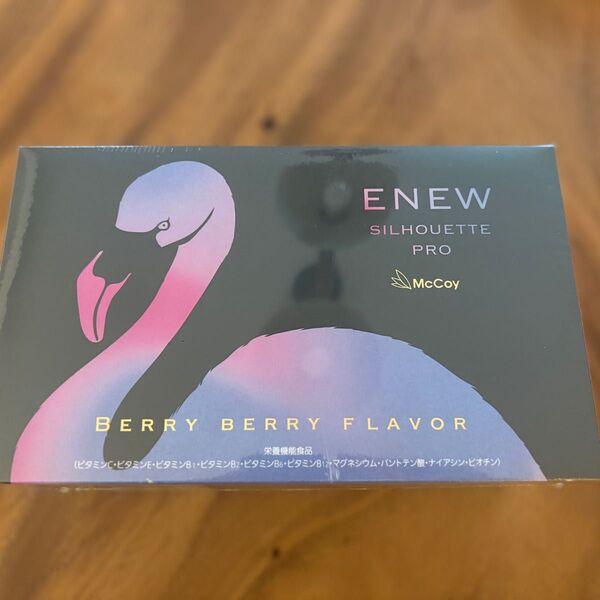 ENEW
SILHOUETTE
PRO
McCoy
BERRY BERRY FLAVOR
栄養機能食品
(ビタミンC・ビタミンE・ビタミンB1・ビタミンB2・ビタミンB6・ビタミンB12・マグネシウム・パントテン酸・ナイアシン・ビオチン)